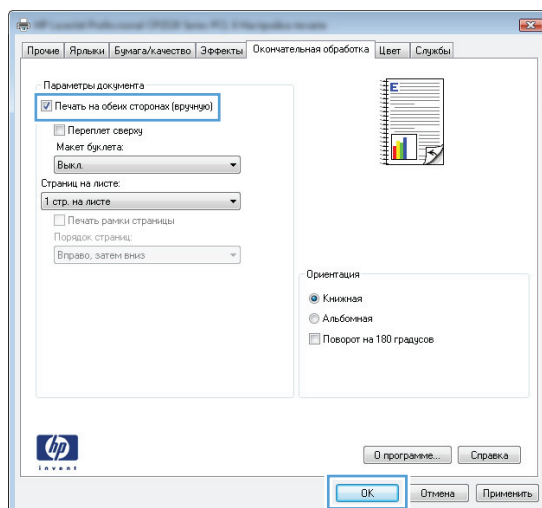 Прочие Ярлыки Бумага/качество Эффекты Окончательная обработка Цвет Службы
Параметры документа
Печать на обеих сторонах (вручную)
Переплет сверху
Макет буклета:
Выкл.
Страниц на листе:
1 стр. на листе
Печать рамки страницы
Порядок страниц:
Вправо, затем вниз
E
Ориентация
Книжная
Альбомная
Поворот на 180 градусов
hp
invent
О программе... Справка
OK Отмена Применить